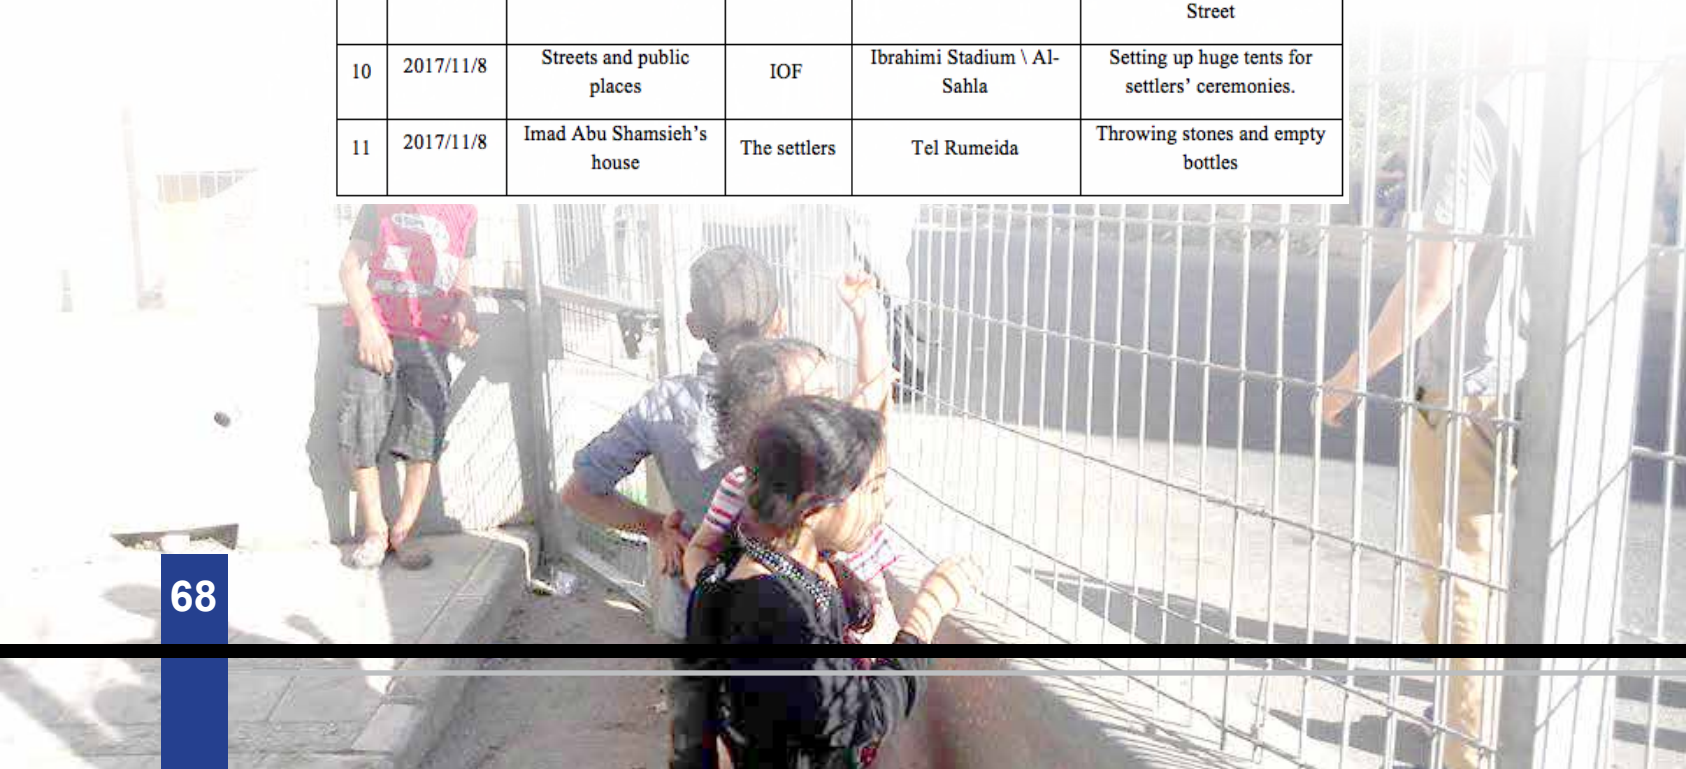 Street
10 2017/11/8 Streets and public places IOF Ibrahimi Stadium \ Al-Sahla Setting up huge tents for settlers’ ceremonies.
11 2017/11/8 Imad Abu Shamsieh’s house The settlers Tel Rumeida Throwing stones and empty bottles
68